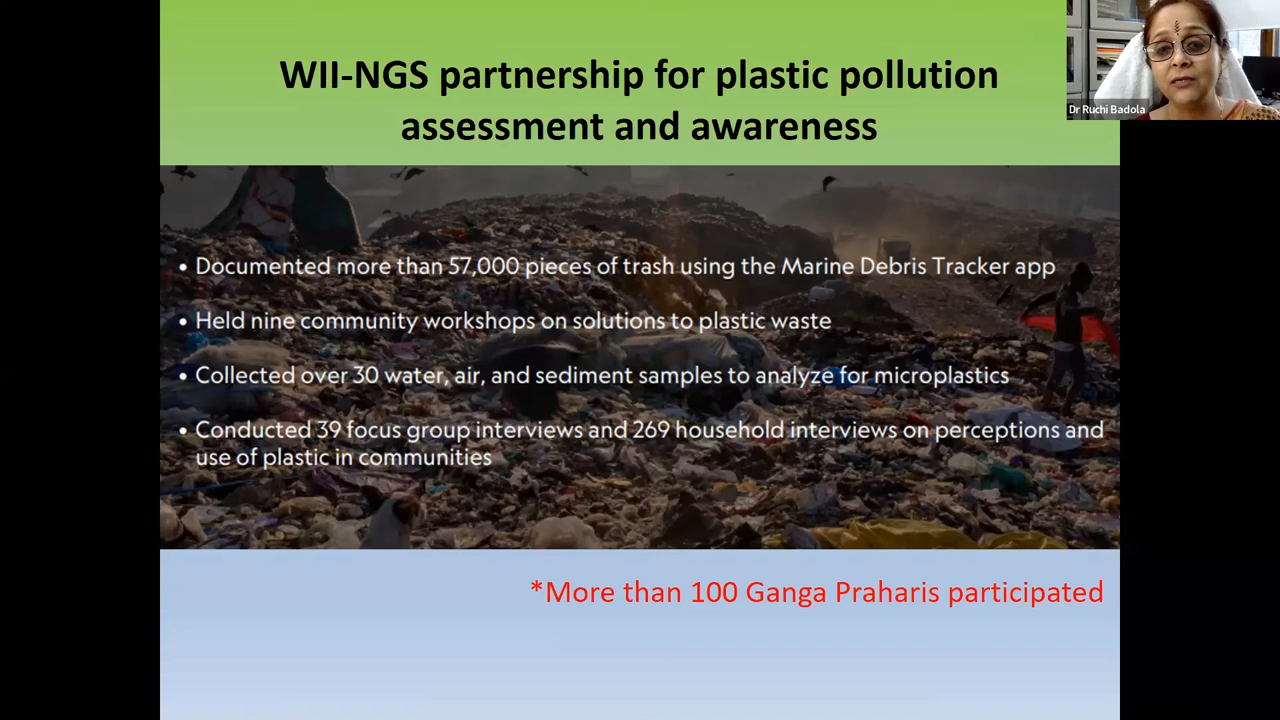 WII-NGS partnership for plastic pollution
assessment and awareness
Dr Ruchi Badola
• Documented more than 57,000 pieces of trash using the Marine Debris Tracker app
• Held nine community workshops on solutions to plastic waste
• Collected over 30 water, air, and sediment samples to analyze for microplastics
• Conducted 39 focus group interviews and 269 household interviews on perceptions and
use of plastic in communities
*More than 100 Ganga Praharis participated